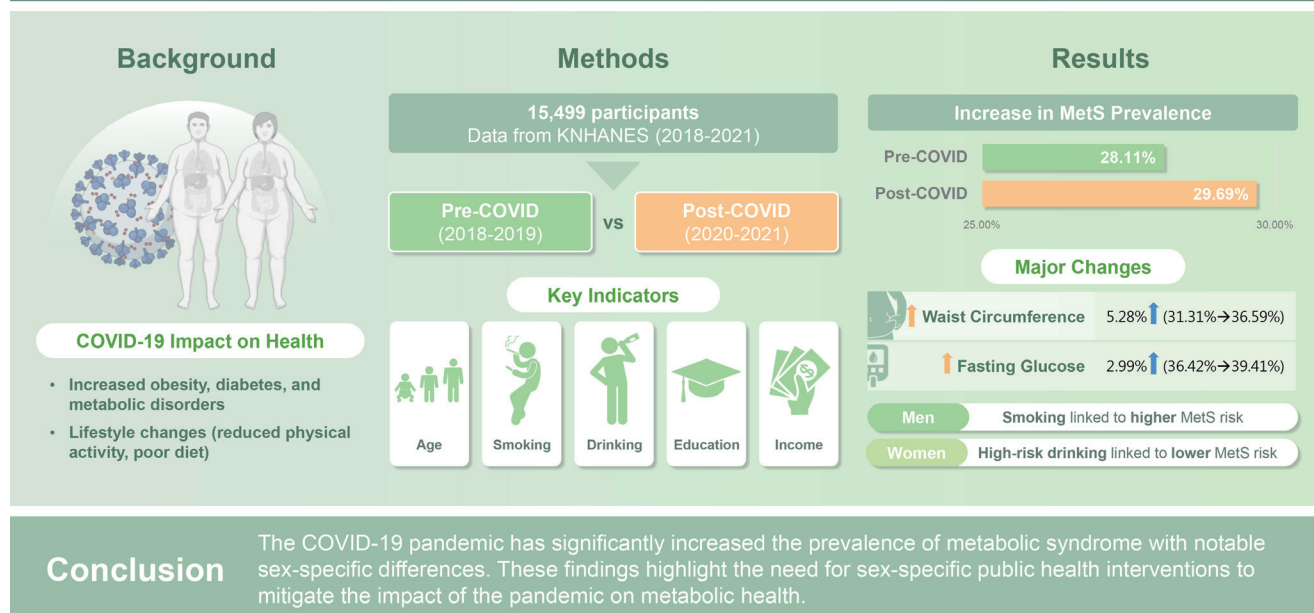 Background
COVID-19 Impact on Health
• Increased obesity, diabetes, and
metabolic disorders
• Lifestyle changes (reduced physical
activity, poor diet)
Methods
15,499 participants
Data from KNHANES (2018-2021)
Pre-COVID
(2018-2019)
vs
Post-COVID
(2020-2021)
Key Indicators
Age
Smoking
Drinking
Education
Income
Results
Increase in MetS Prevalence
Pre-COVID 28.11%
Post-COVID 29.69%
25.00% 30.00%
Major Changes
↑ Waist Circumference 5.28%↑ (31.31%→36.59%)
↑ Fasting Glucose 2.99%↑ (36.42%→39.41%)
Men Smoking linked to higher MetS risk
Women High-risk drinking linked to lower MetS risk
Conclusion
The COVID-19 pandemic has significantly increased the prevalence of metabolic syndrome with notable
sex-specific differences. These findings highlight the need for sex-specific public health interventions to
mitigate the impact of the pandemic on metabolic health.